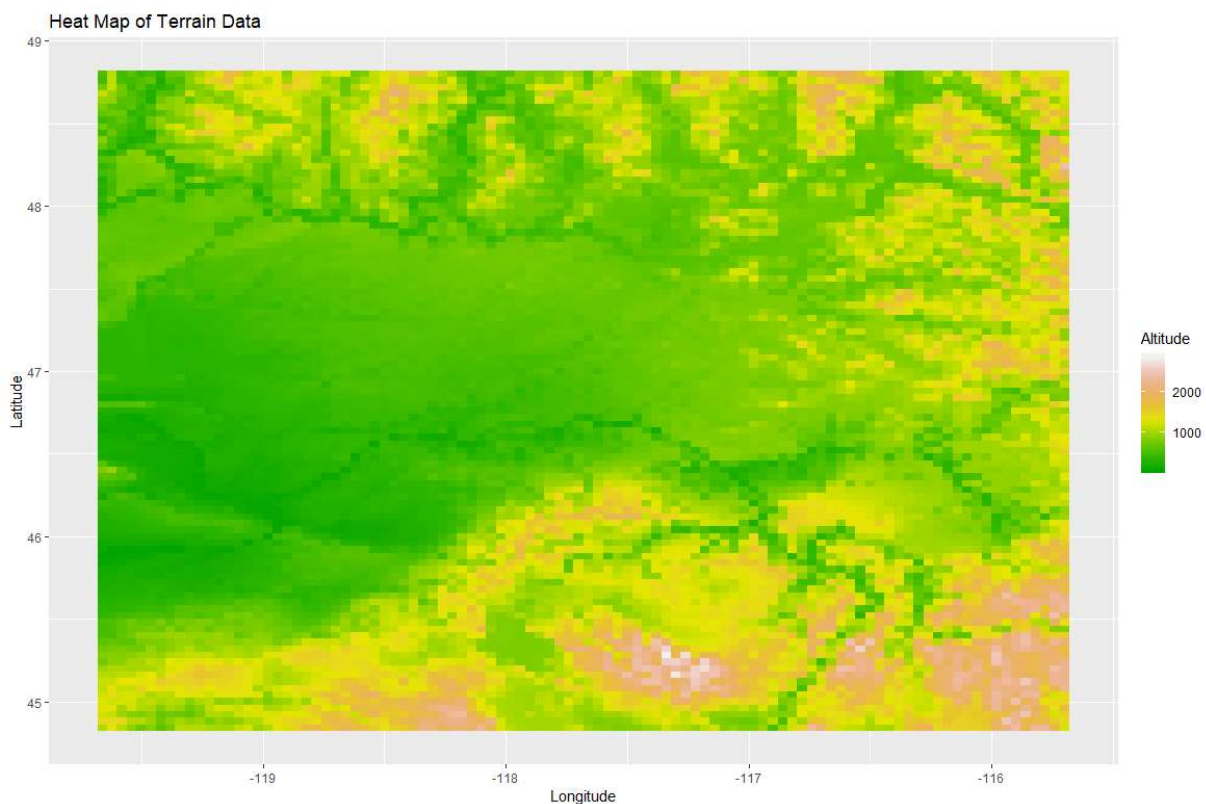 Heat Map of Terrain Data
49
48
47
46
45
Latitude
-119
-118
-117
-116
Longitude
Altitude
2000
1000